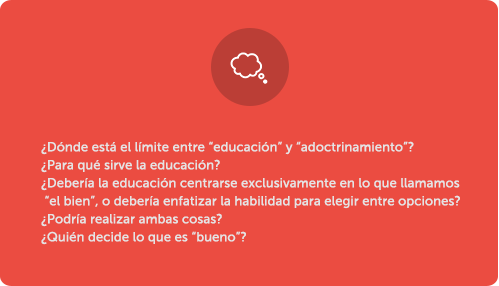 ¿Dónde está el límite entre “educación” y “adoctrinamiento”?
¿Para qué sirve la educación?
¿Debería la educación centrarse exclusivamente en lo que llamamos
“el bien”, o debería enfatizar la habilidad para elegir entre opciones?
¿Podría realizar ambas cosas?
¿Quién decide lo que es “bueno”?